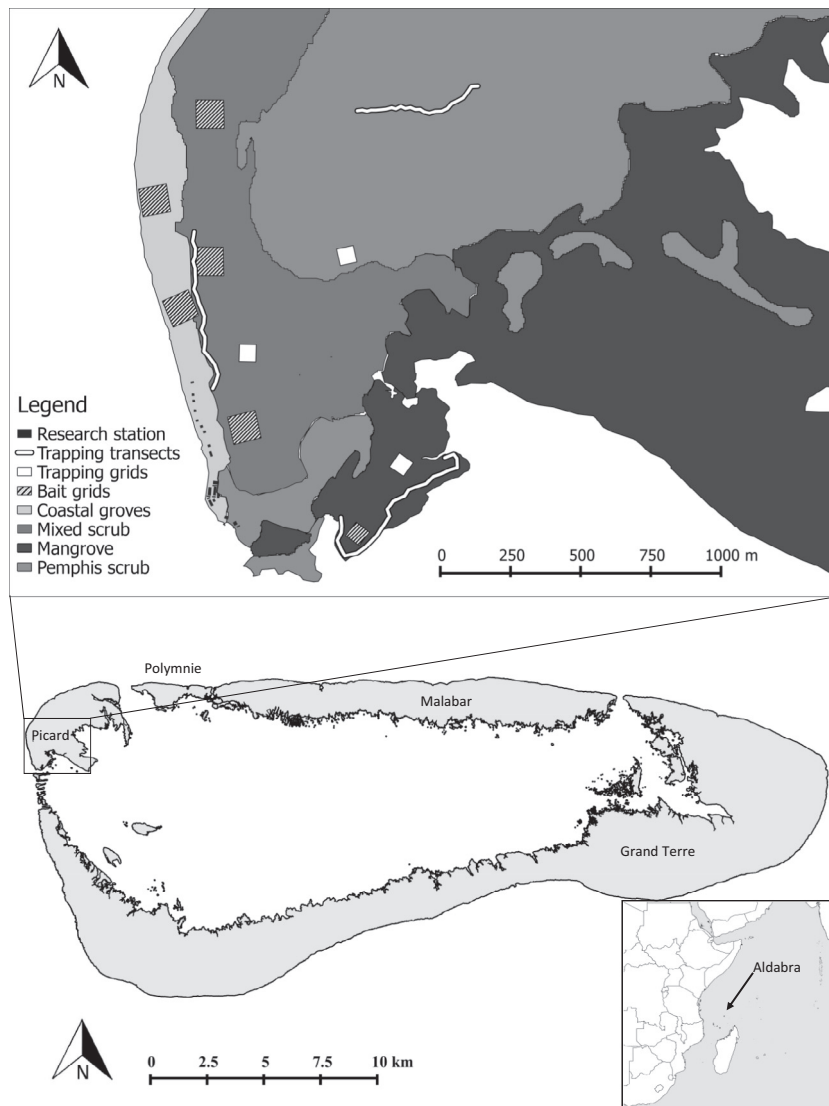 N
Legend
Research station
Trapping transects
Trapping grids
Bait grids
Coastal groves
Mixed scrub
Mangrove
Pemphis scrub
0 250 500 750 1000 m
Polymnie
Malabar
Picard
Grand Terre
Aldabra
N
0 2.5 5 7.5 10 km